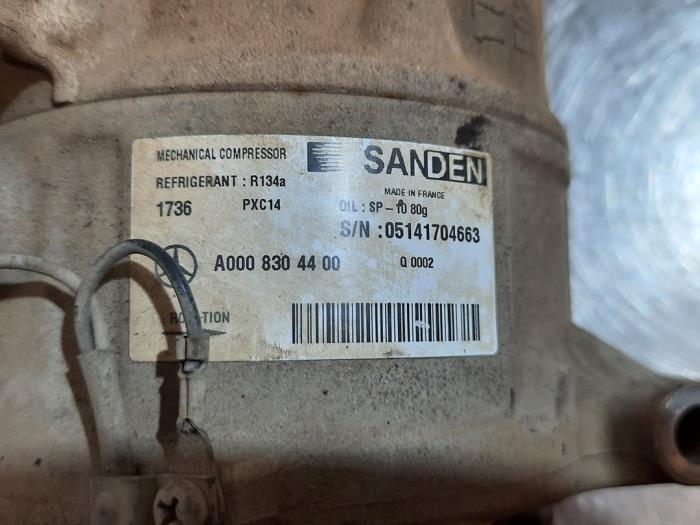 MECHANICAL COMPRESSOR
SANDEN
REFRIGERANT : R134a
MADE IN FRANCE
1736 PXC14 OIL : SP-10 80g
S/N : 05141704663
A000 830 44 00 Q 0002